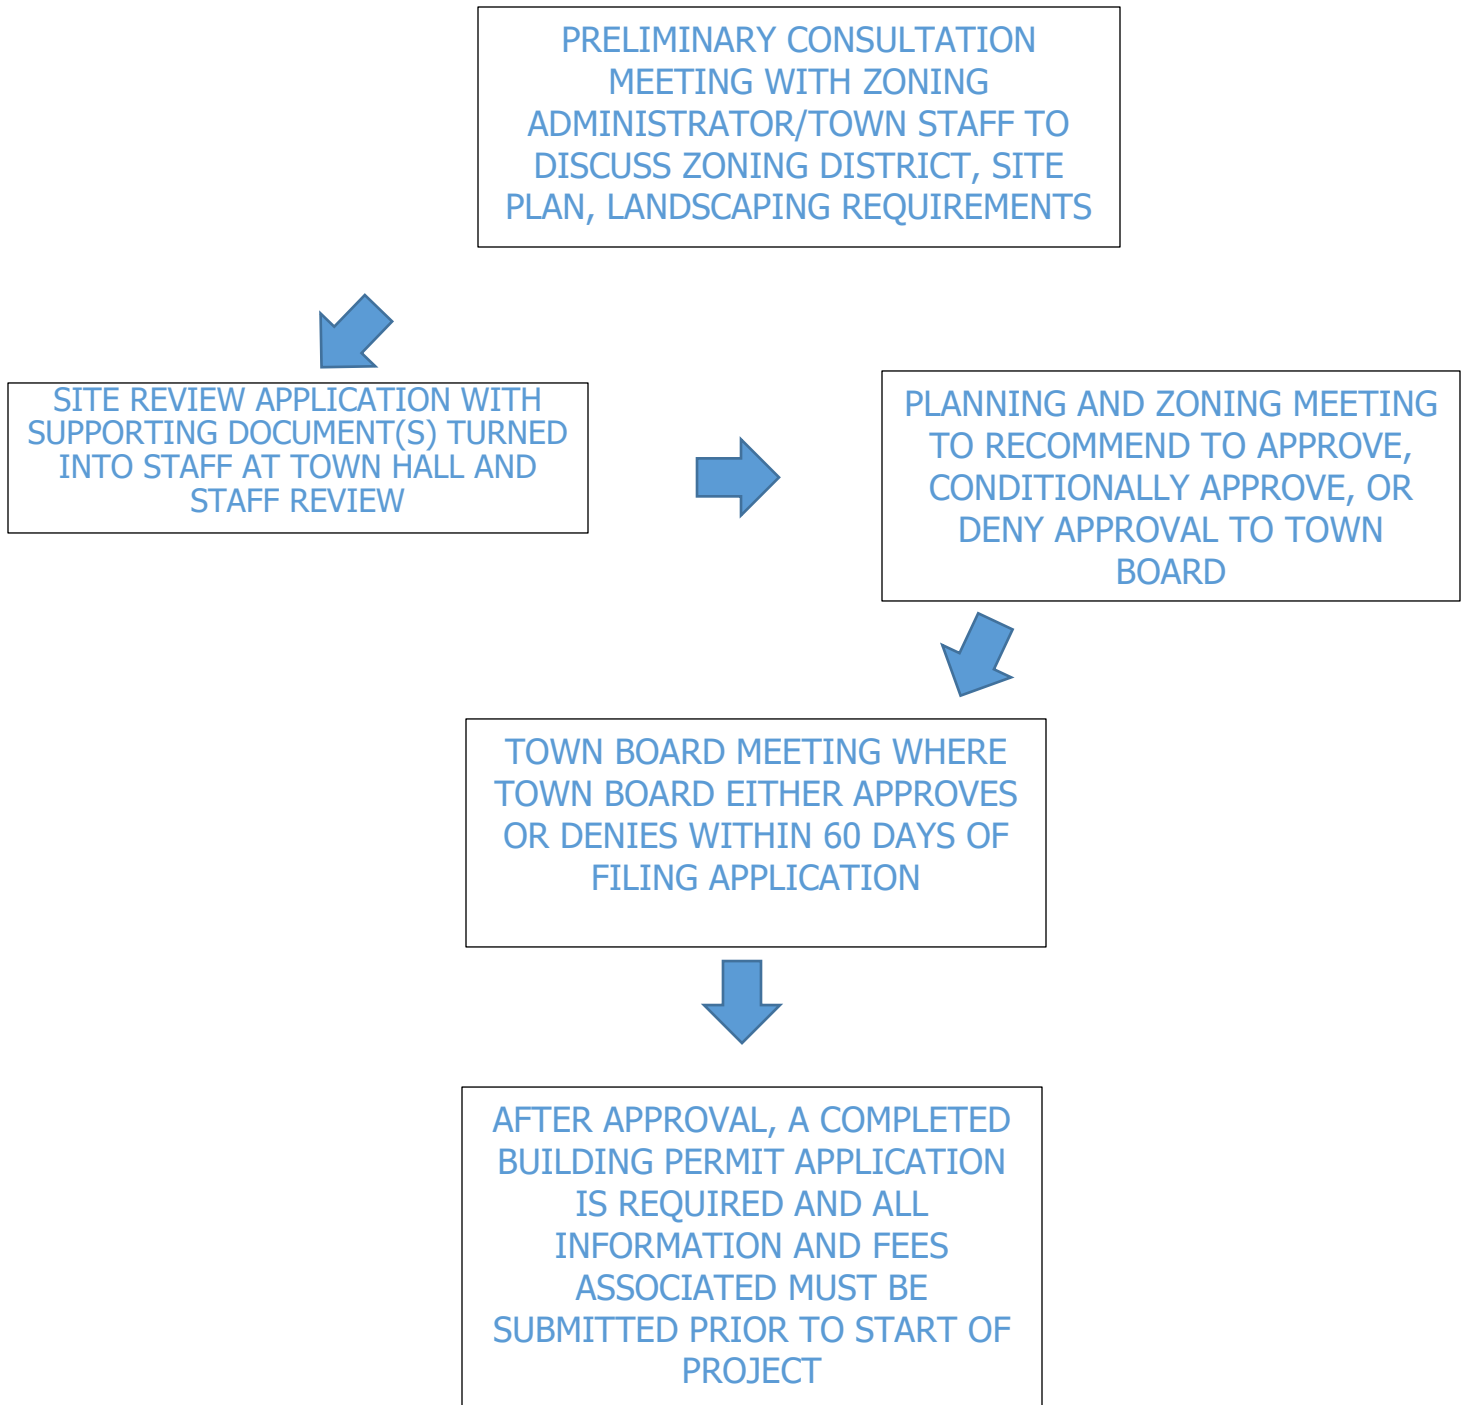 PRELIMINARY CONSULTATION
MEETING WITH ZONING
ADMINISTRATOR/TOWN STAFF TO
DISCUSS ZONING DISTRICT, SITE
PLAN, LANDSCAPING REQUIREMENTS
SITE REVIEW APPLICATION WITH
SUPPORTING DOCUMENT(S) TURNED
INTO STAFF AT TOWN HALL AND
STAFF REVIEW
PLANNING AND ZONING MEETING
TO RECOMMEND TO APPROVE,
CONDITIONALLY APPROVE, OR
DENY APPROVAL TO TOWN
BOARD
TOWN BOARD MEETING WHERE
TOWN BOARD EITHER APPROVES
OR DENIES WITHIN 60 DAYS OF
FILING APPLICATION
AFTER APPROVAL, A COMPLETED
BUILDING PERMIT APPLICATION
IS REQUIRED AND ALL
INFORMATION AND FEES
ASSOCIATED MUST BE
SUBMITTED PRIOR TO START OF
PROJECT